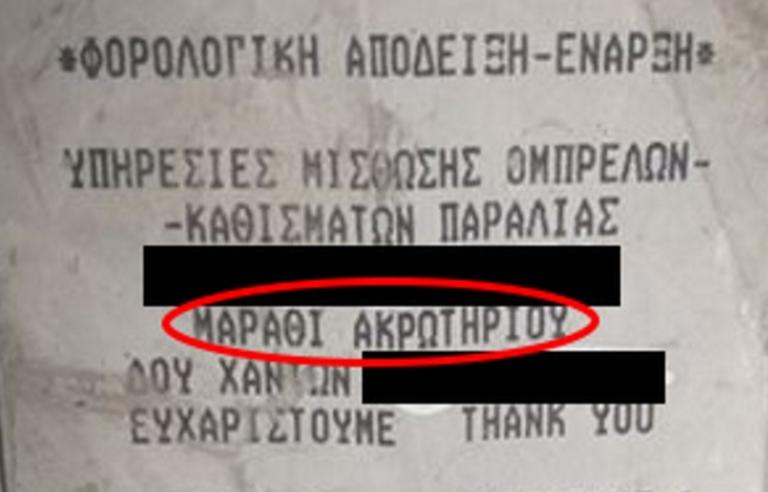 *ΦΟΡΟΛΟΓΙΚΗ ΑΠΟΔΕΙΞΗ-ΕΝΑΡΞΗ*
ΥΠΗΡΕΣΙΕΣ ΜΙΣΘΩΣΗΣ ΟΜΠΡΕΛΩΝ-
-ΚΑΘΙΣΜΑΤΩΝ ΠΑΡΑΛΙΑΣ
ΜΑΡΑΘΙ ΑΚΡΩΤΗΡΙΟΥ
ΔΟΥ ΧΑΝΙΩΝ
ΕΥΧΑΡΙΣΤΟΥΜΕ THANK YOU